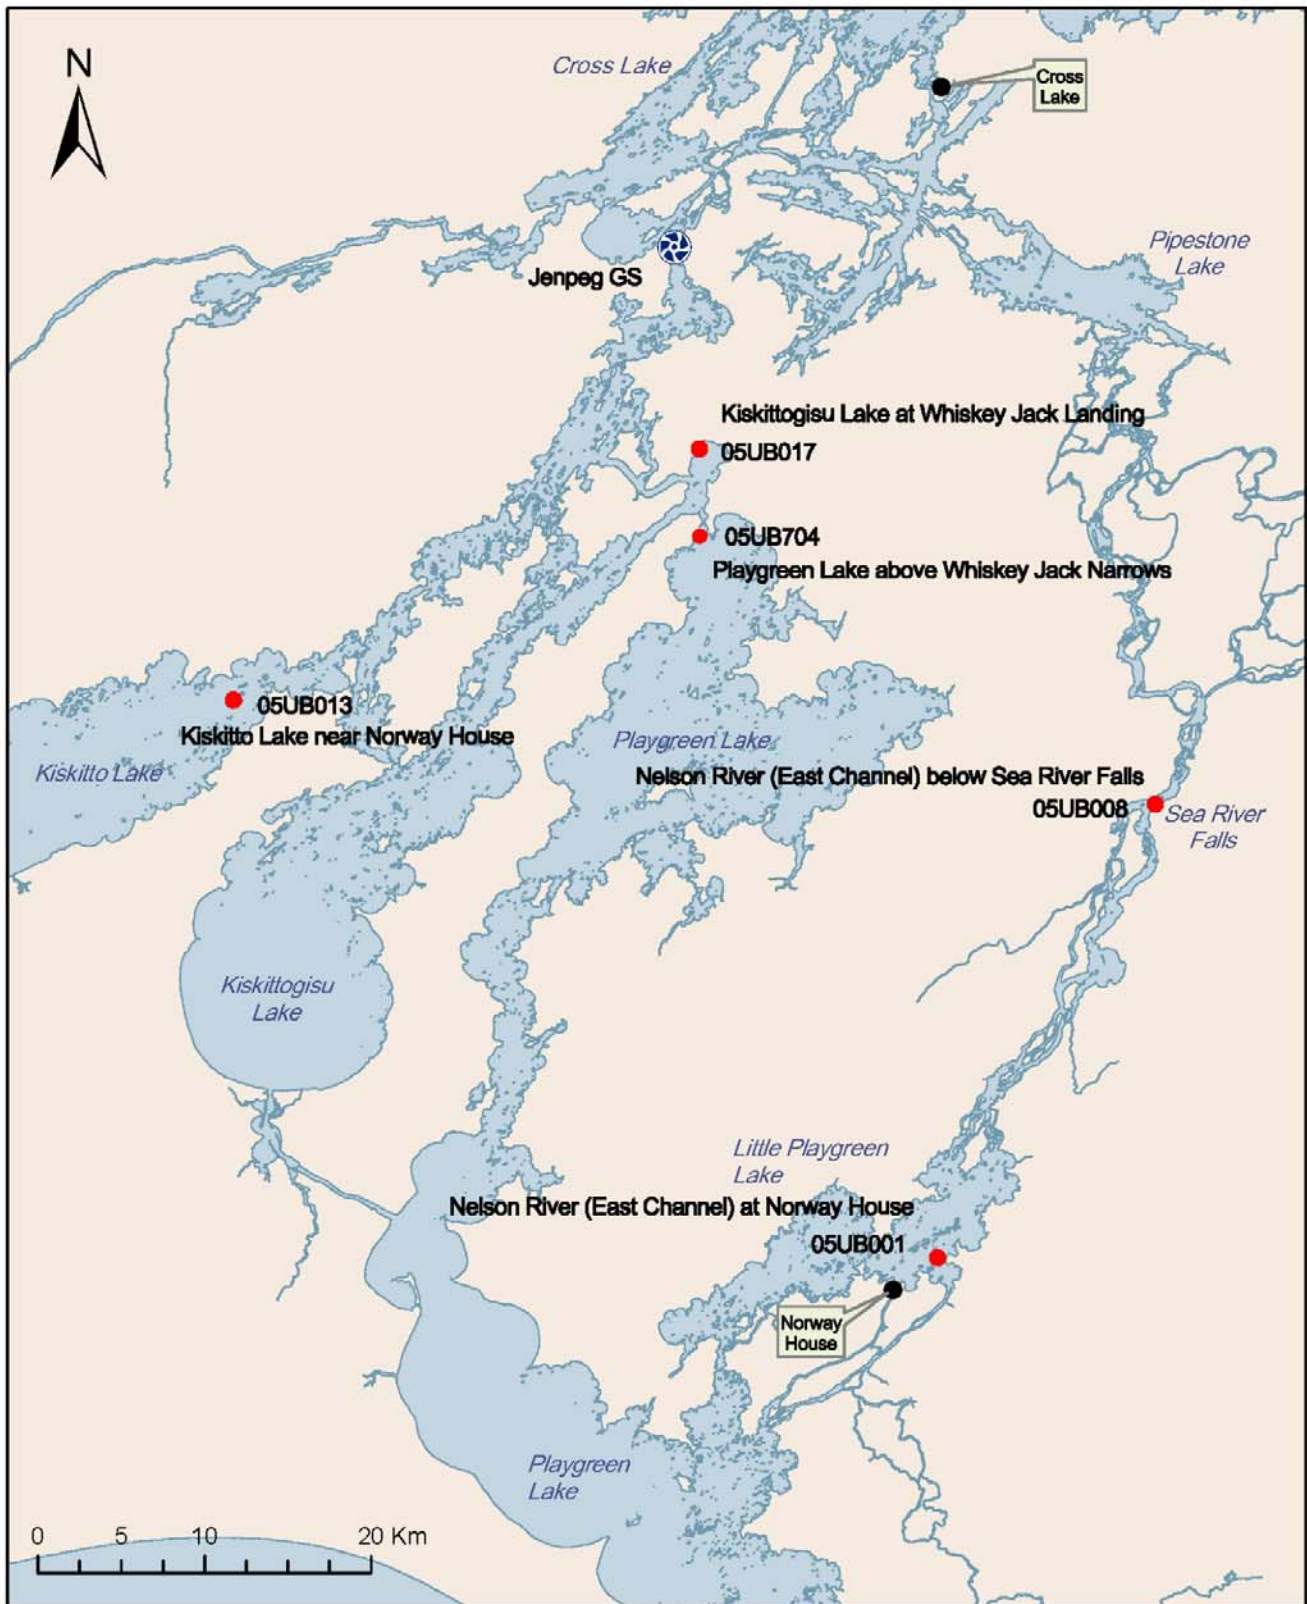 N
Cross Lake
Cross
Lake
Pipestone
Lake
Jenpeg GS
Kiskittogisu Lake at Whiskey Jack Landing
05UB017
05UB704
Playgreen Lake above Whiskey Jack Narrows
05UB013
Kiskitto Lake near Norway House
Playgreen Lake
Kiskitto Lake
Nelson River (East Channel) below Sea River Falls
05UB008
Sea River
Falls
Kiskittogisu
Lake
Little Playgreen
Lake
Nelson River (East Channel) at Norway House
05UB001
Norway
House
Playgreen
Lake
0 5 10 20 Km